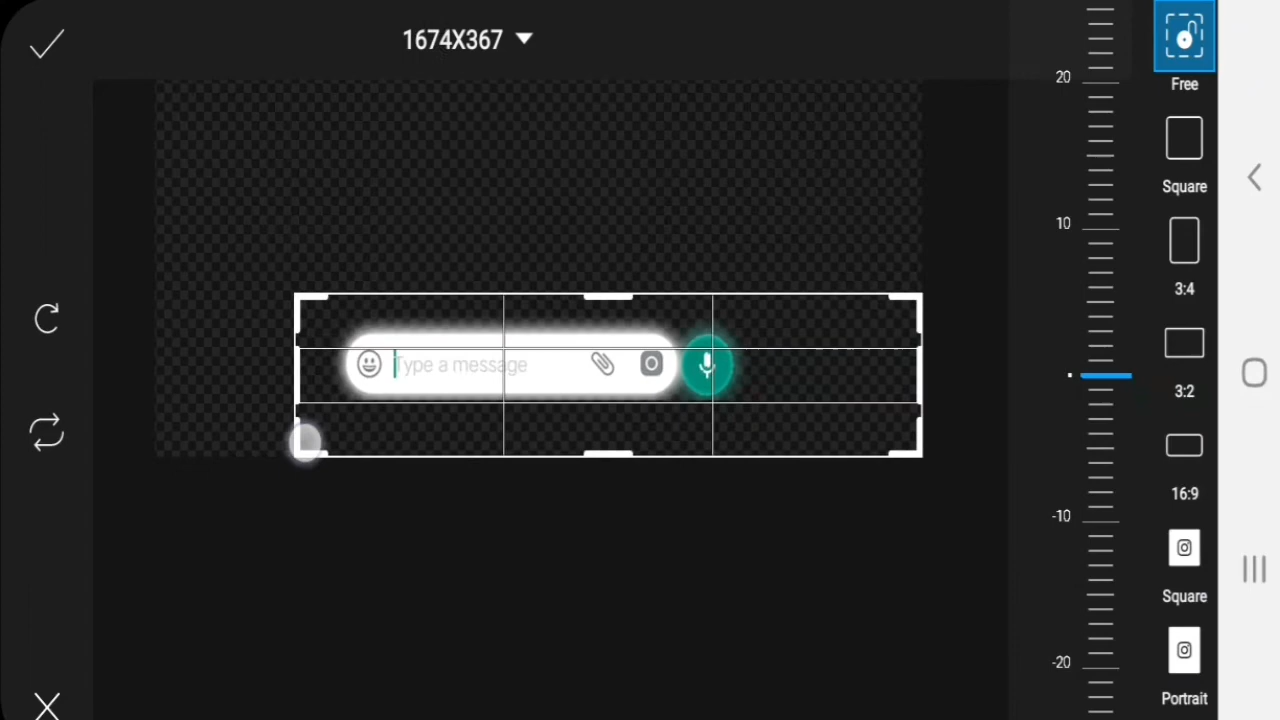 1674X367
Type a message
20
10
-10
-20
Free
Square
3:4
3:2
16:9
Square
Portrait